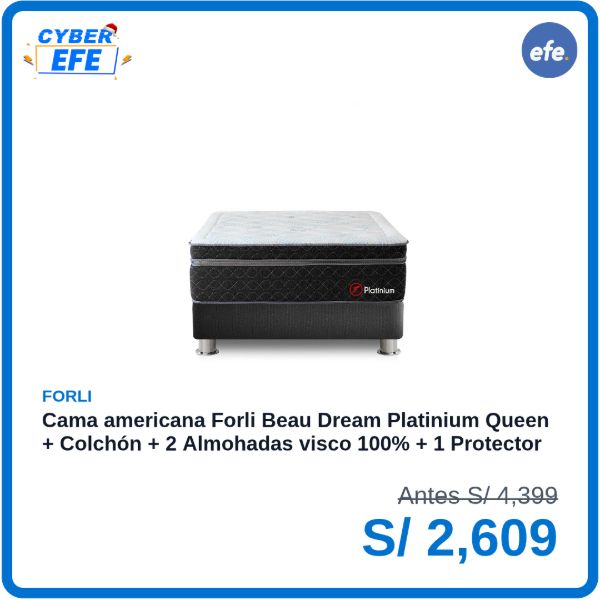 CYBER
EFE
efe.
Platinium
FORLI
Cama americana Forli Beau Dream Platinium Queen
+ Colchón + 2 Almohadas visco 100% + 1 Protector
Antes S/ 4,399
S/ 2,609